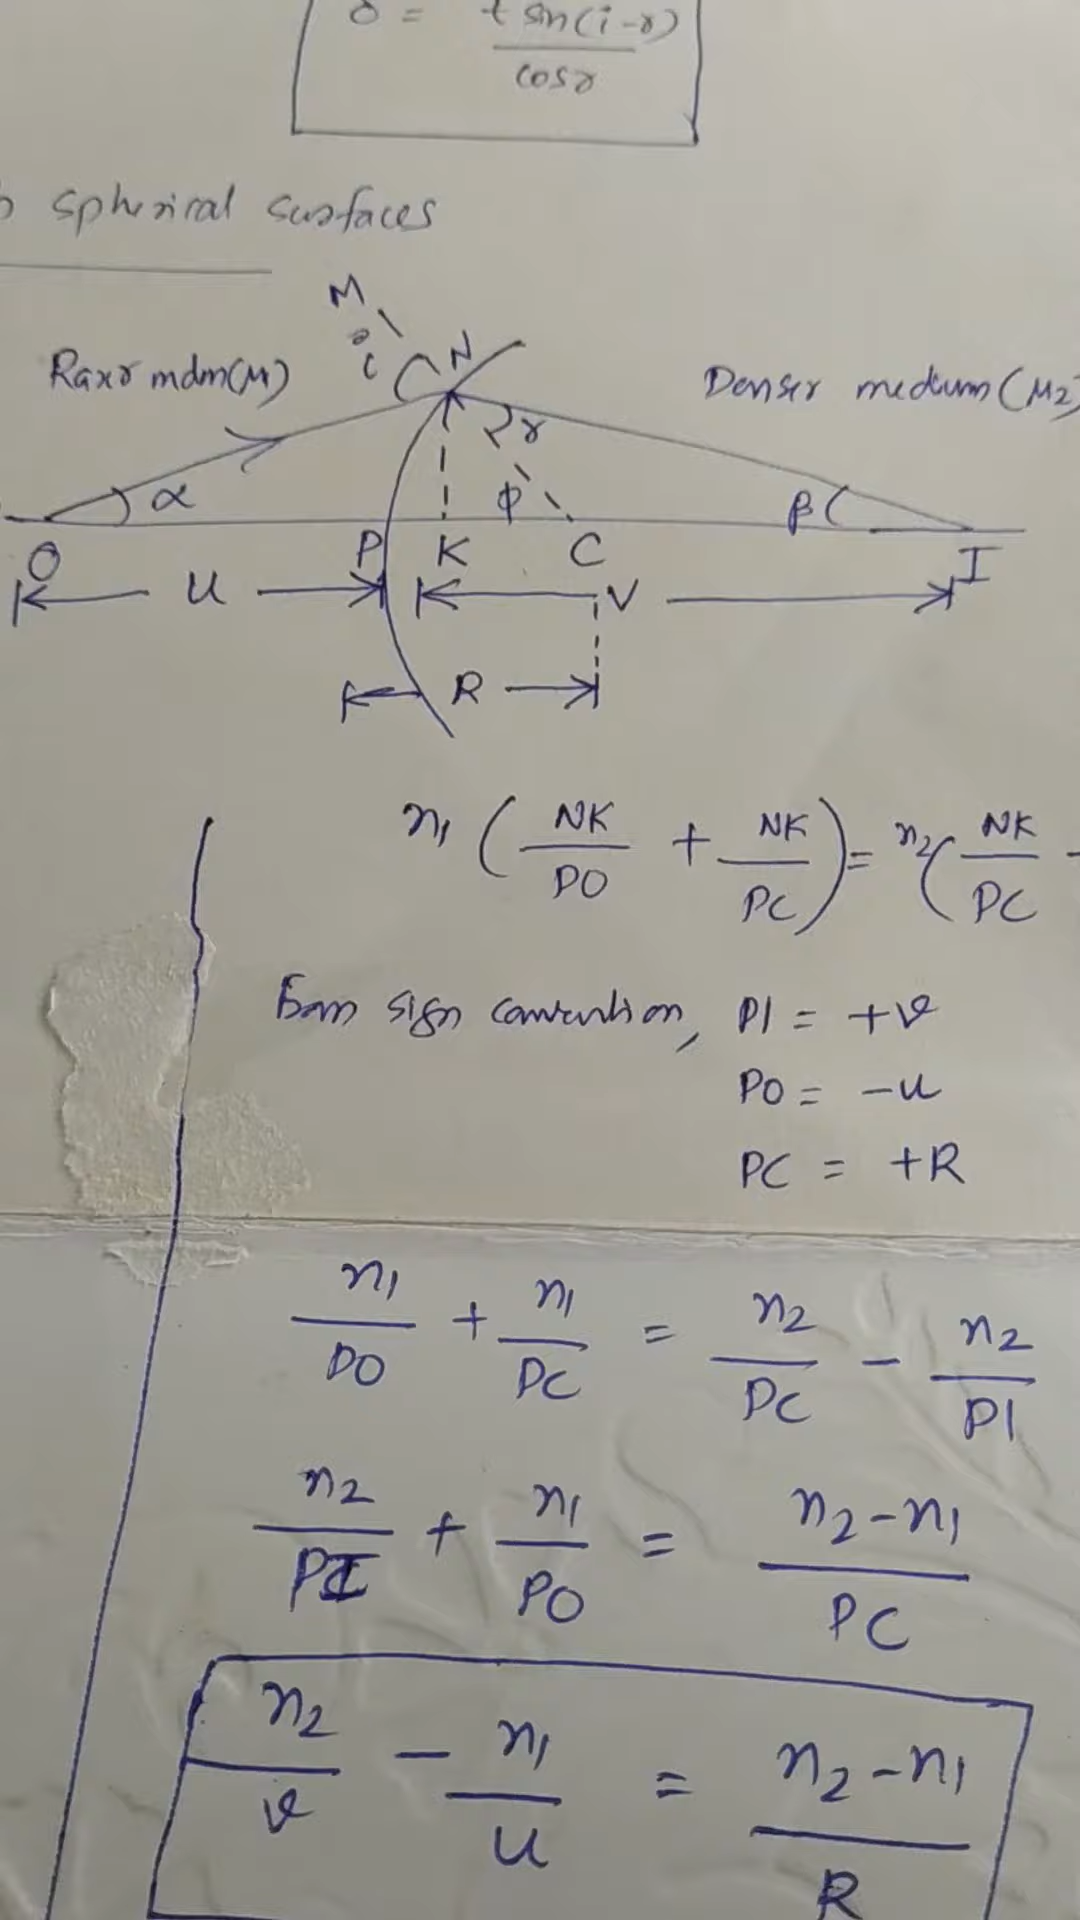 δ = t sin(i-r)
cosr
spherical surfaces
M
i
N
Rarer mdm(μ)
Denser medium (μ2)
r
α
φ
β
O
P
K
C
I
u
V
R
n1 ( NK/PO + NK/PC ) = n2 ( NK/PC -
From sign convention, PI = +v
PO = -u
PC = +R
n1/PO + n1/PC = n2/PC - n2/PI
n2/PI + n1/PO = n2-n1/PC
n2/v - n1/u = n2-n1/R